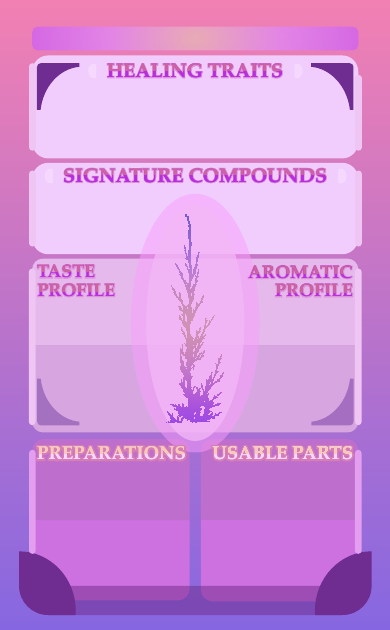 HEALING TRAITS
SIGNATURE COMPOUNDS
TASTE
PROFILE
AROMATIC
PROFILE
PREPARATIONS
USABLE PARTS